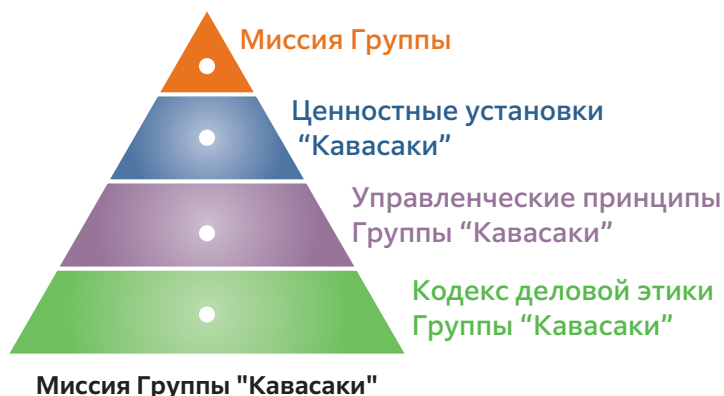 Миссия Группы
Ценностные установки
“Кавасаки”
Управленческие принципы
Группы “Кавасаки”
Кодекс деловой этики
Группы “Кавасаки”
Миссия Группы "Кавасаки"